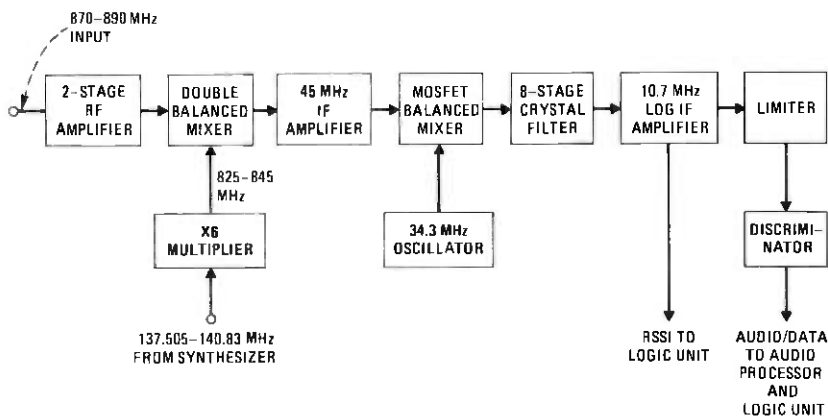 870-890 MHz
INPUT
2-STAGE
RF
AMPLIFIER
DOUBLE
BALANCED
MIXER
45 MHz
IF
AMPLIFIER
MOSFET
BALANCED
MIXER
8-STAGE
CRYSTAL
FILTER
10.7 MHz
LOG IF
AMPLIFIER
LIMITER
825-845
MHz
X6
MULTIPLIER
34.3 MHz
OSCILLATOR
DISCRIMI-
NATOR
137.505-140.83 MHz
FROM SYNTHESIZER
RSSI TO
LOGIC UNIT
AUDIO/DATA
TO AUDIO
PROCESSOR
AND
LOGIC UNIT